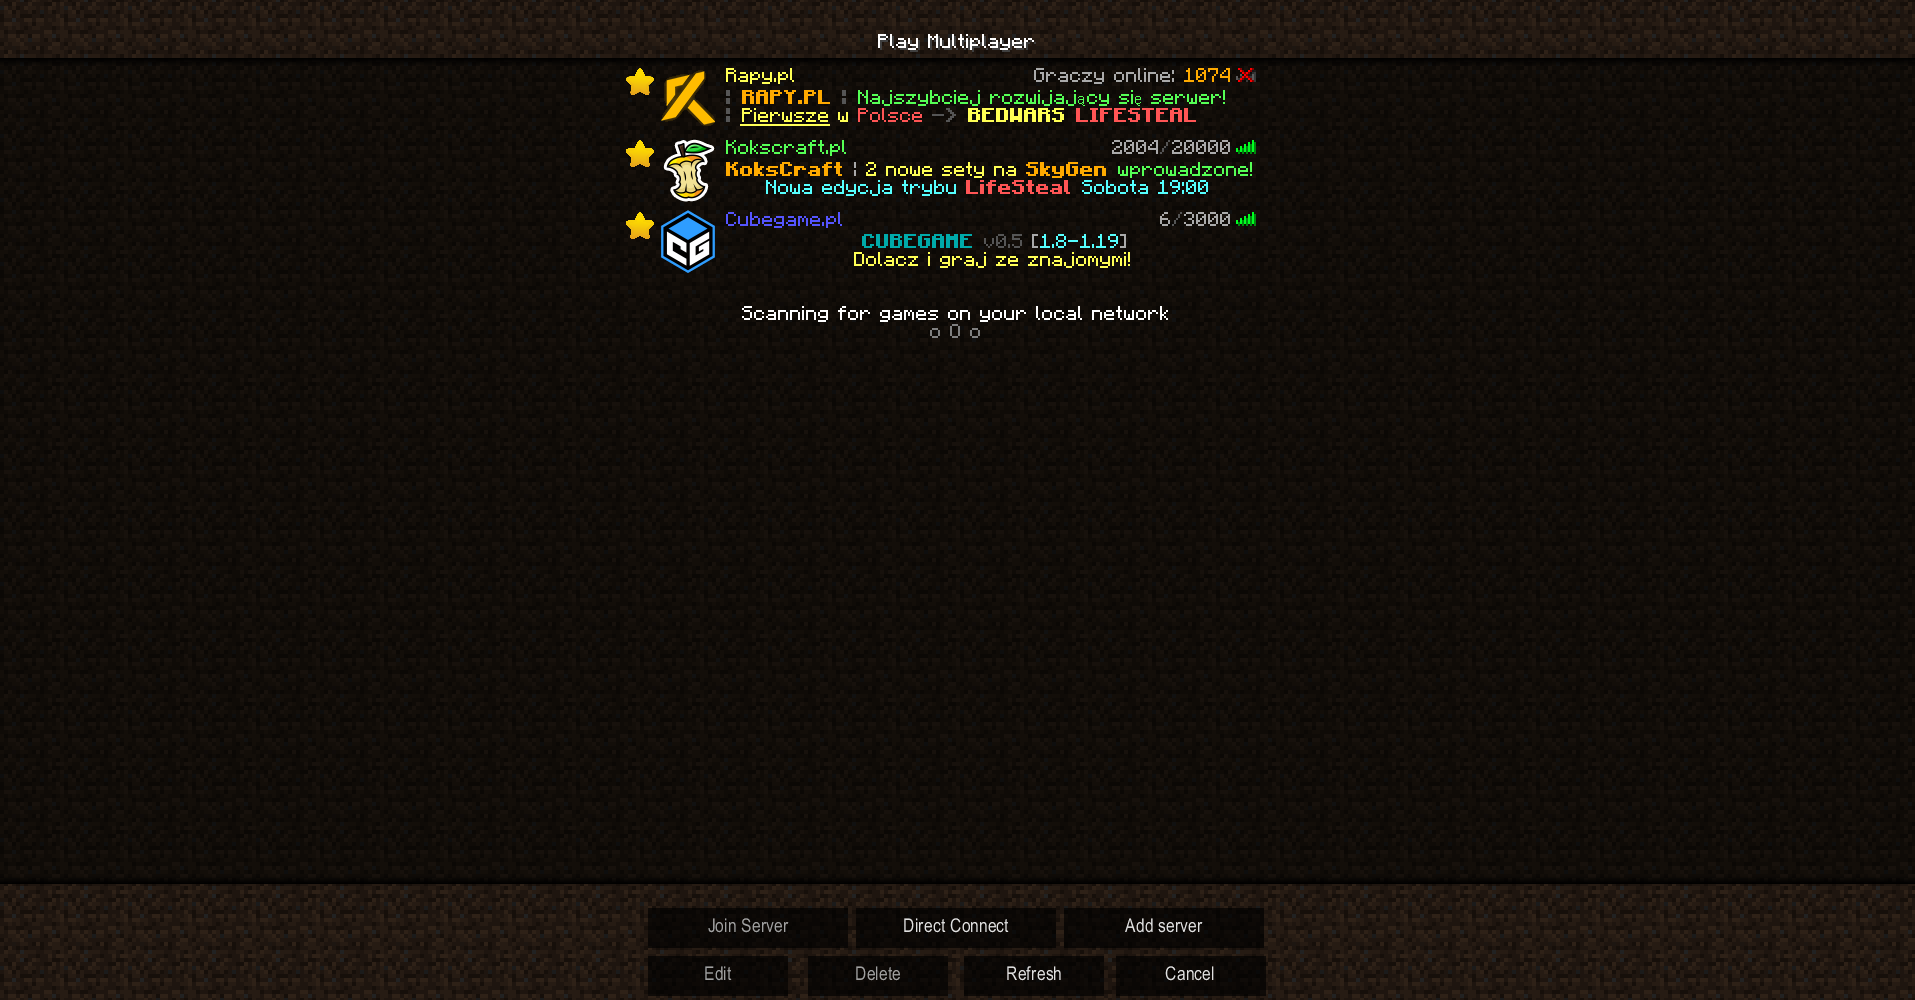 Play Multiplayer
Rapy.pl Graczy online: 1074
| RAPY.PL | Najszybciej rozwijający się serwer!
| Pierwsze w Polsce -> BEDWARS LIFESTEAL
Kokscraft.pl 2004/20000
KoksCraft | 2 nowe sety na SkyGen wprowadzone!
Nowa edycja trybu LifeSteal Sobota 19:00
Cubegame.pl 6/3000
CG
CUBEGAME v0.5 [1.8-1.19]
Dolacz i graj ze znajomymi!
Scanning for games on your local network
o O o
Join Server Direct Connect Add server
Edit Delete Refresh Cancel